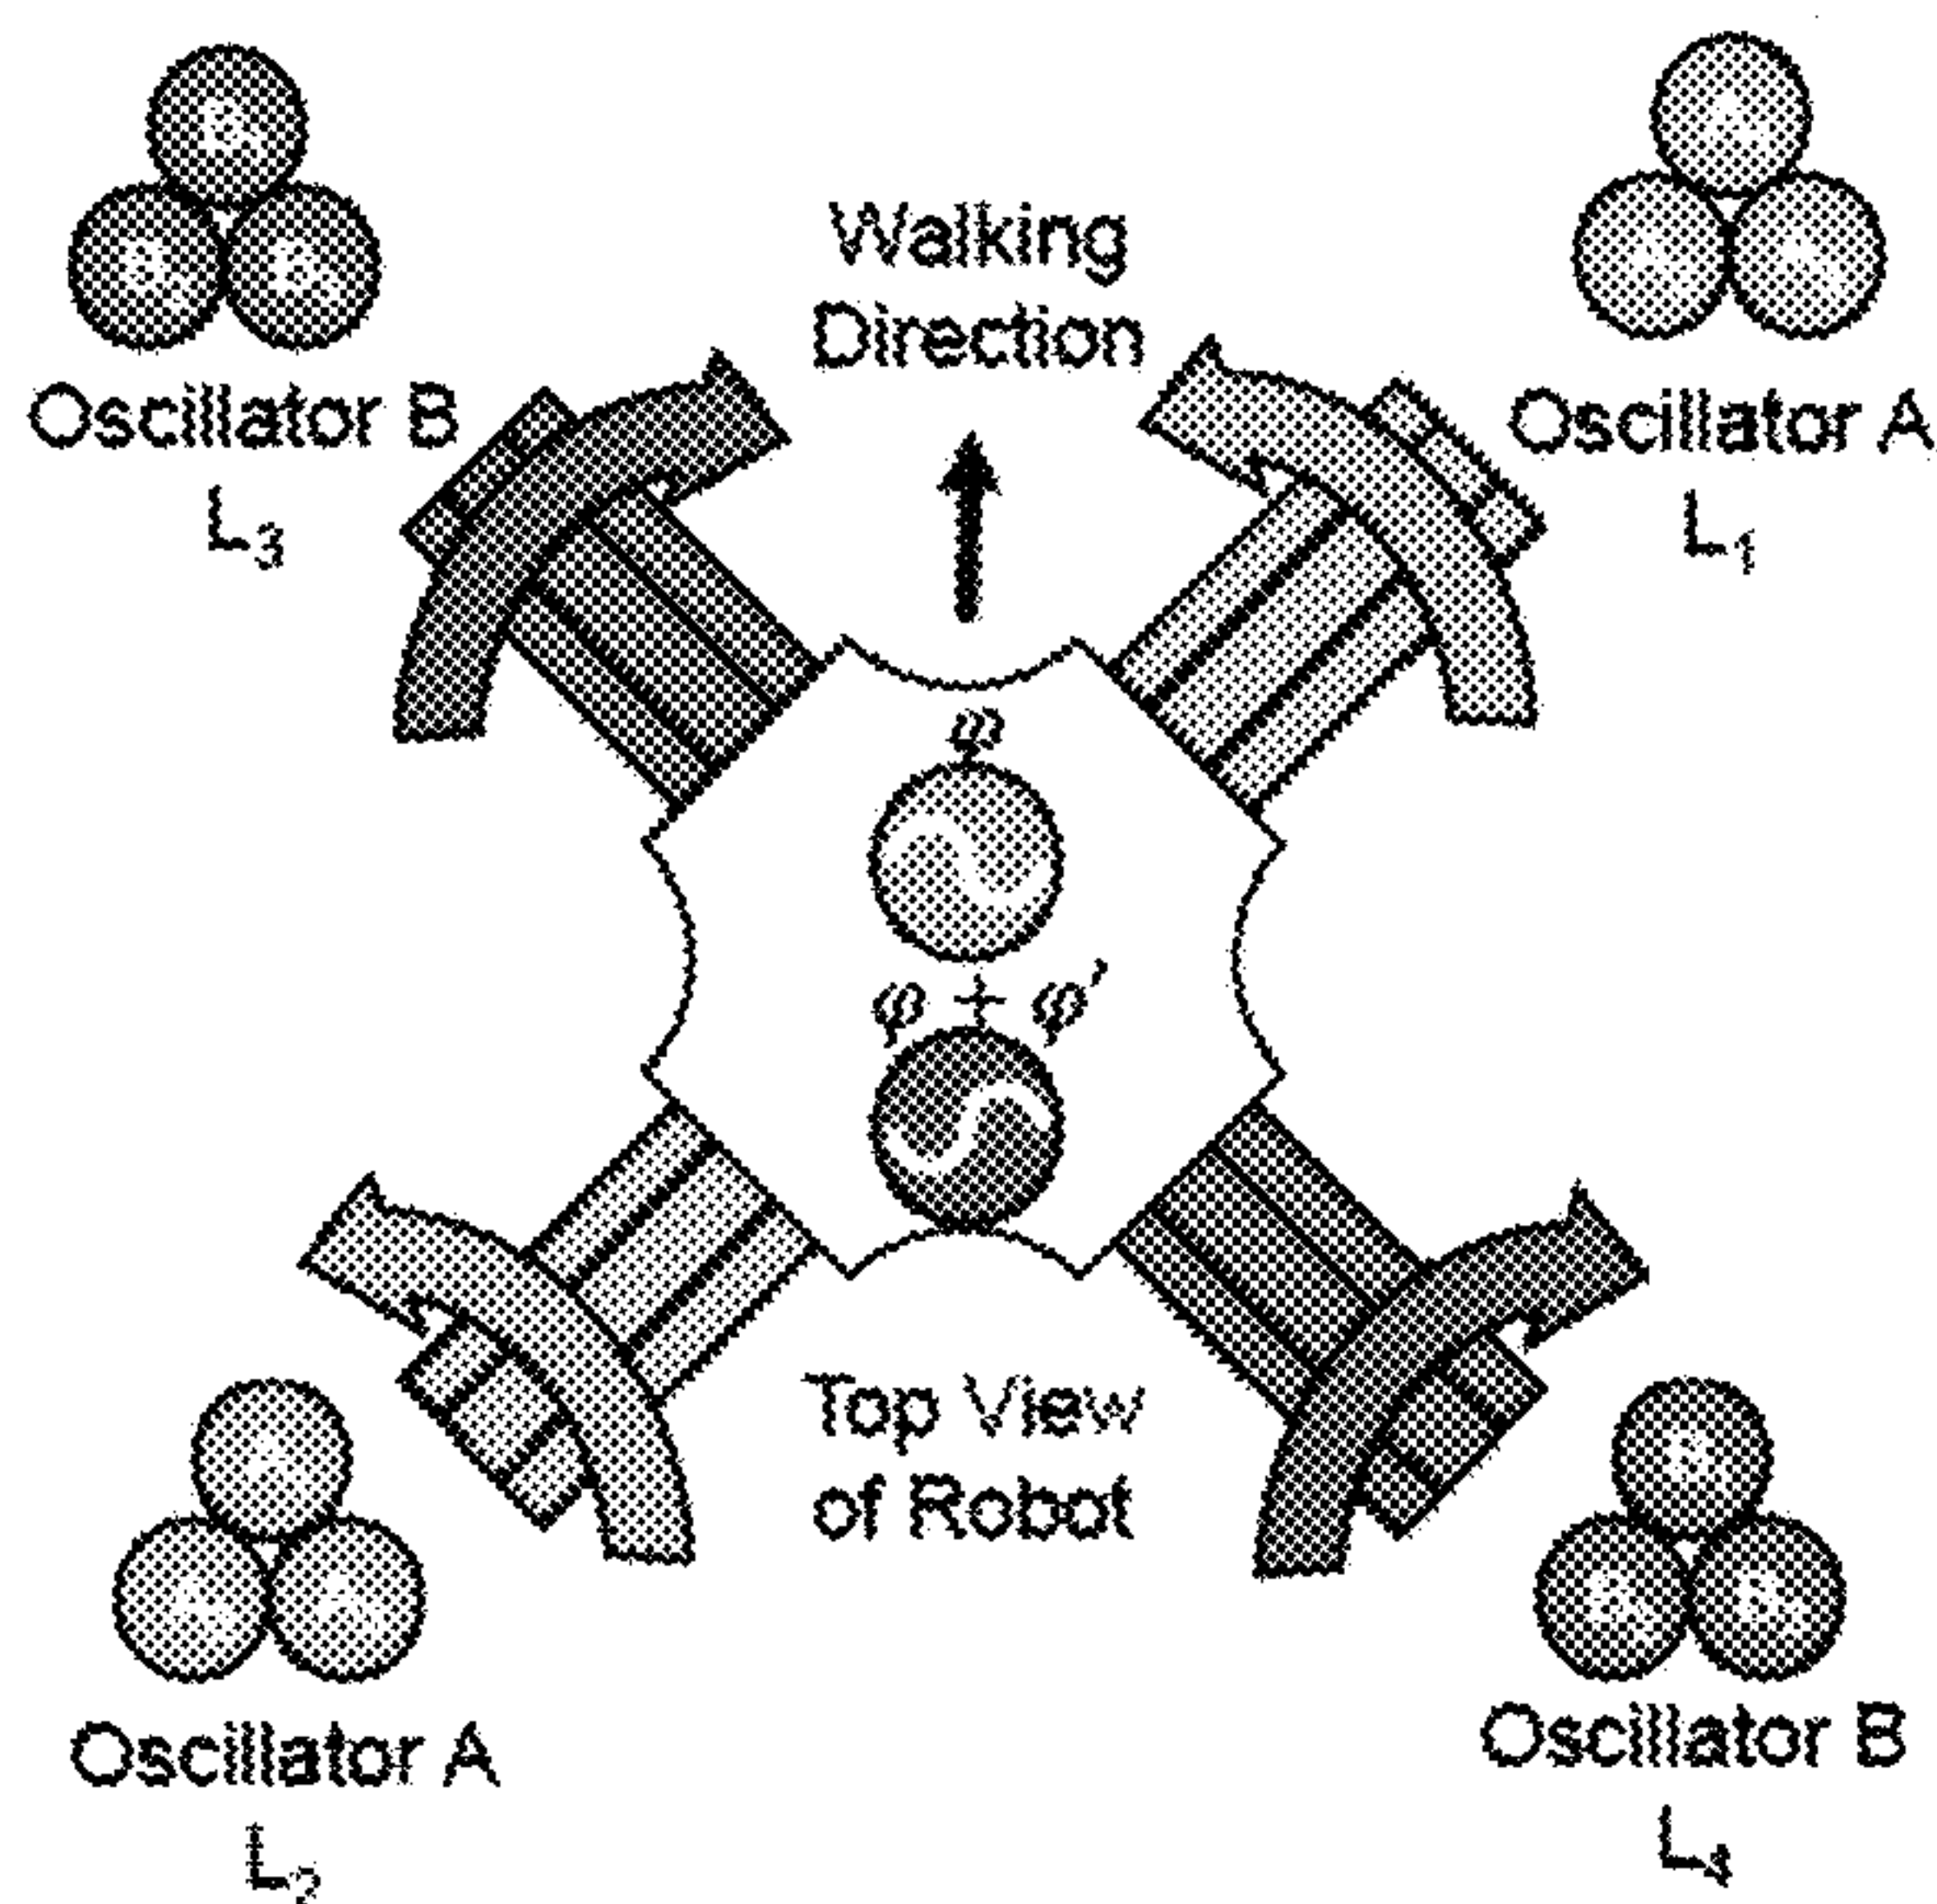 Walking
Direction
Oscillator B
L3
Oscillator A
L1
φ
φ + φ′
Top View
of Robot
Oscillator A
L2
Oscillator B
L4